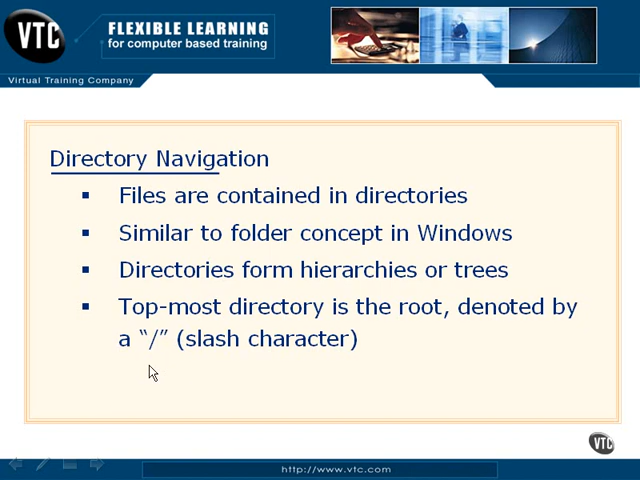 VTC
FLEXIBLE LEARNING
for computer based training
Virtual Training Company
Directory Navigation
▪ Files are contained in directories
▪ Similar to folder concept in Windows
▪ Directories form hierarchies or trees
▪ Top-most directory is the root, denoted by
a “/” (slash character)
VTC
http://www.vtc.com